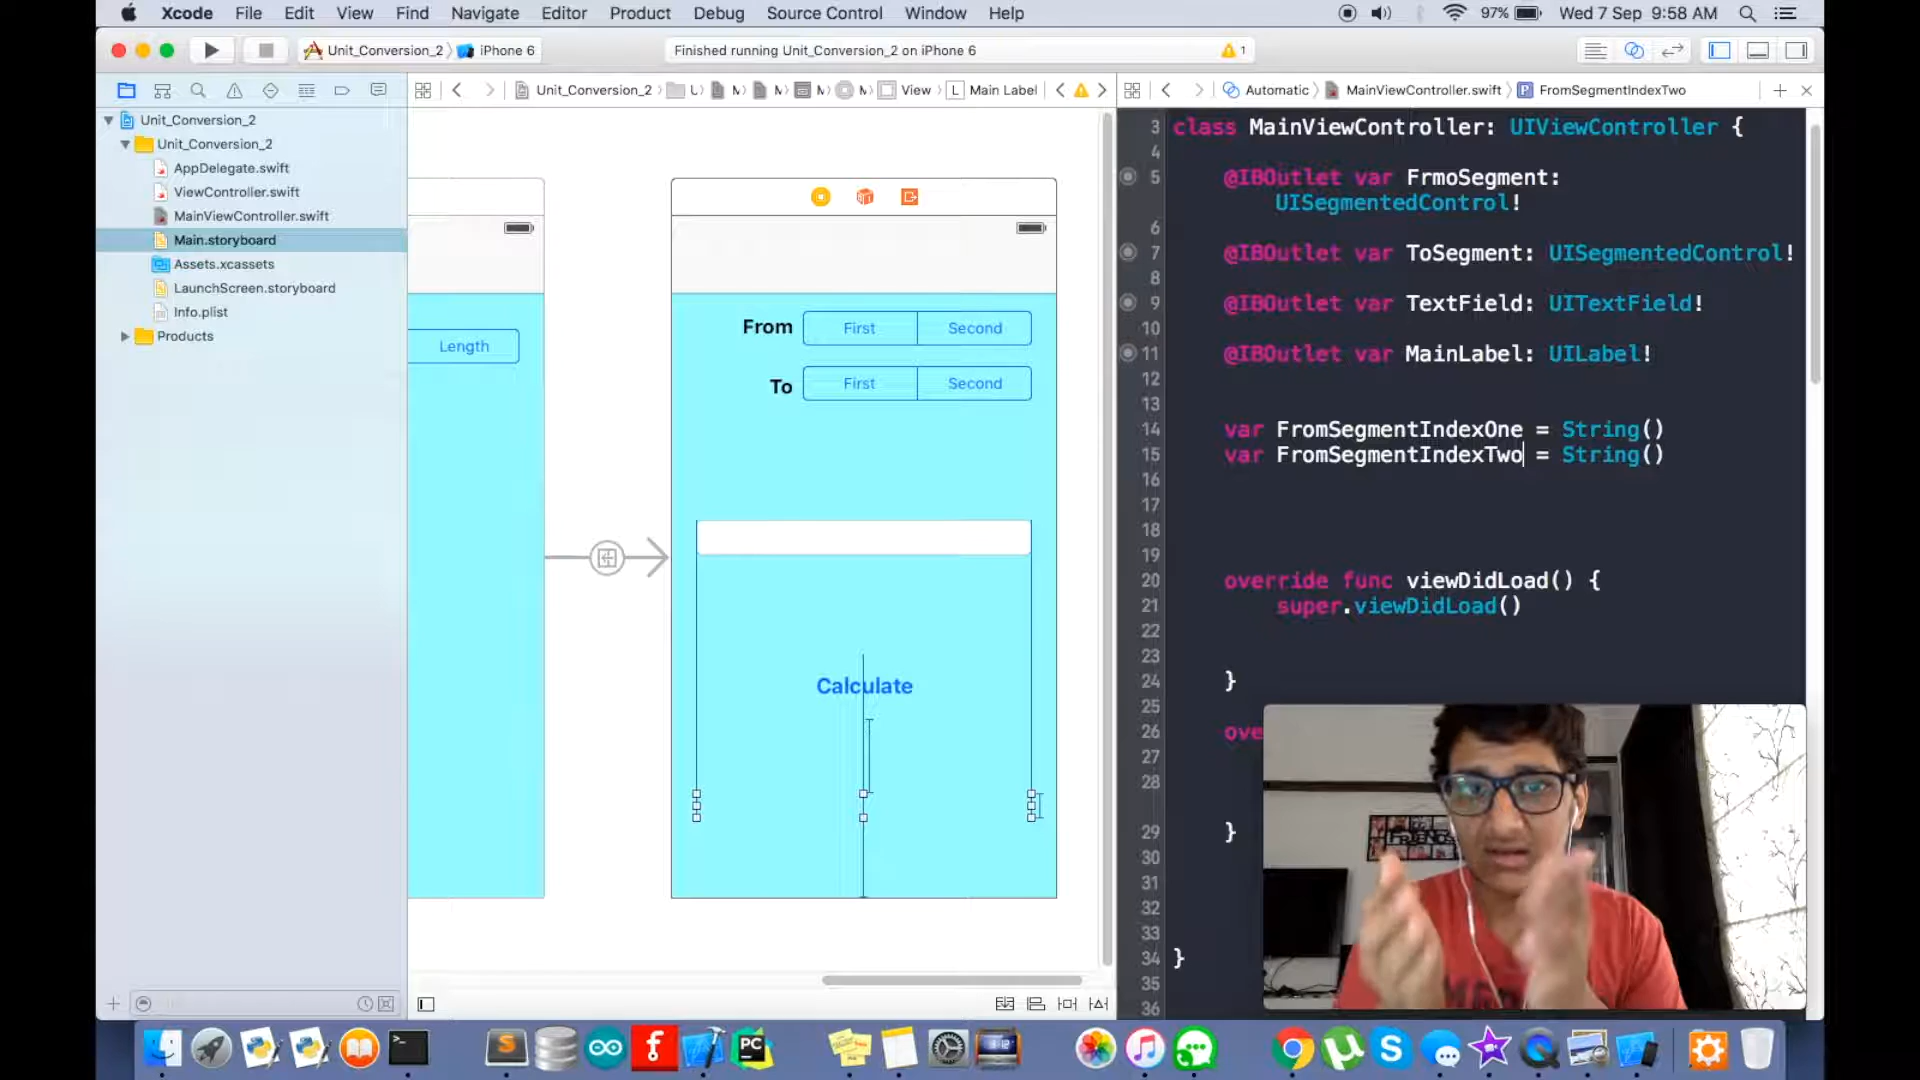 Xcode File Edit View Find Navigate Editor Product Debug Source Control Window Help 97% Wed 7 Sep 9:58 AM
Unit_Conversion_2 iPhone 6 Finished running Unit_Conversion_2 on iPhone 6 1
Unit_Conversion_2 U M M M M View L Main Label Automatic MainViewController.swift P FromSegmentIndexTwo
Unit_Conversion_2
Unit_Conversion_2
AppDelegate.swift
ViewController.swift
MainViewController.swift
Main.storyboard
Assets.xcassets
LaunchScreen.storyboard
Info.plist
Products
Length
From First Second
To First Second
Calculate
3 class MainViewController: UIViewController {
4
5 @IBOutlet var FrmoSegment:
UISegmentedControl!
6
7 @IBOutlet var ToSegment: UISegmentedControl!
8
9 @IBOutlet var TextField: UITextField!
10
11 @IBOutlet var MainLabel: UILabel!
12
13
14 var FromSegmentIndexOne = String()
15 var FromSegmentIndexTwo = String()
16
17
18
19
20 override func viewDidLoad() {
21 super.viewDidLoad()
22
23
24 }
25
26 ove
27
28
29 }
30
31
32
33
34 }
35
36
S f PC S